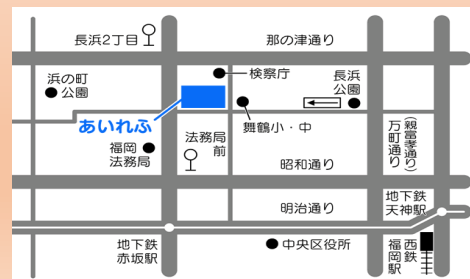 長浜2丁目
那の津通り
検察庁
浜の町
公園
長浜
公園
あいれふ
舞鶴小・中
福岡
法務局
法務局
前
昭和通り
万町通り
(親富孝通り)
明治通り
地下鉄
天神駅
地下鉄
赤坂駅
中央区役所
西鉄
福岡駅